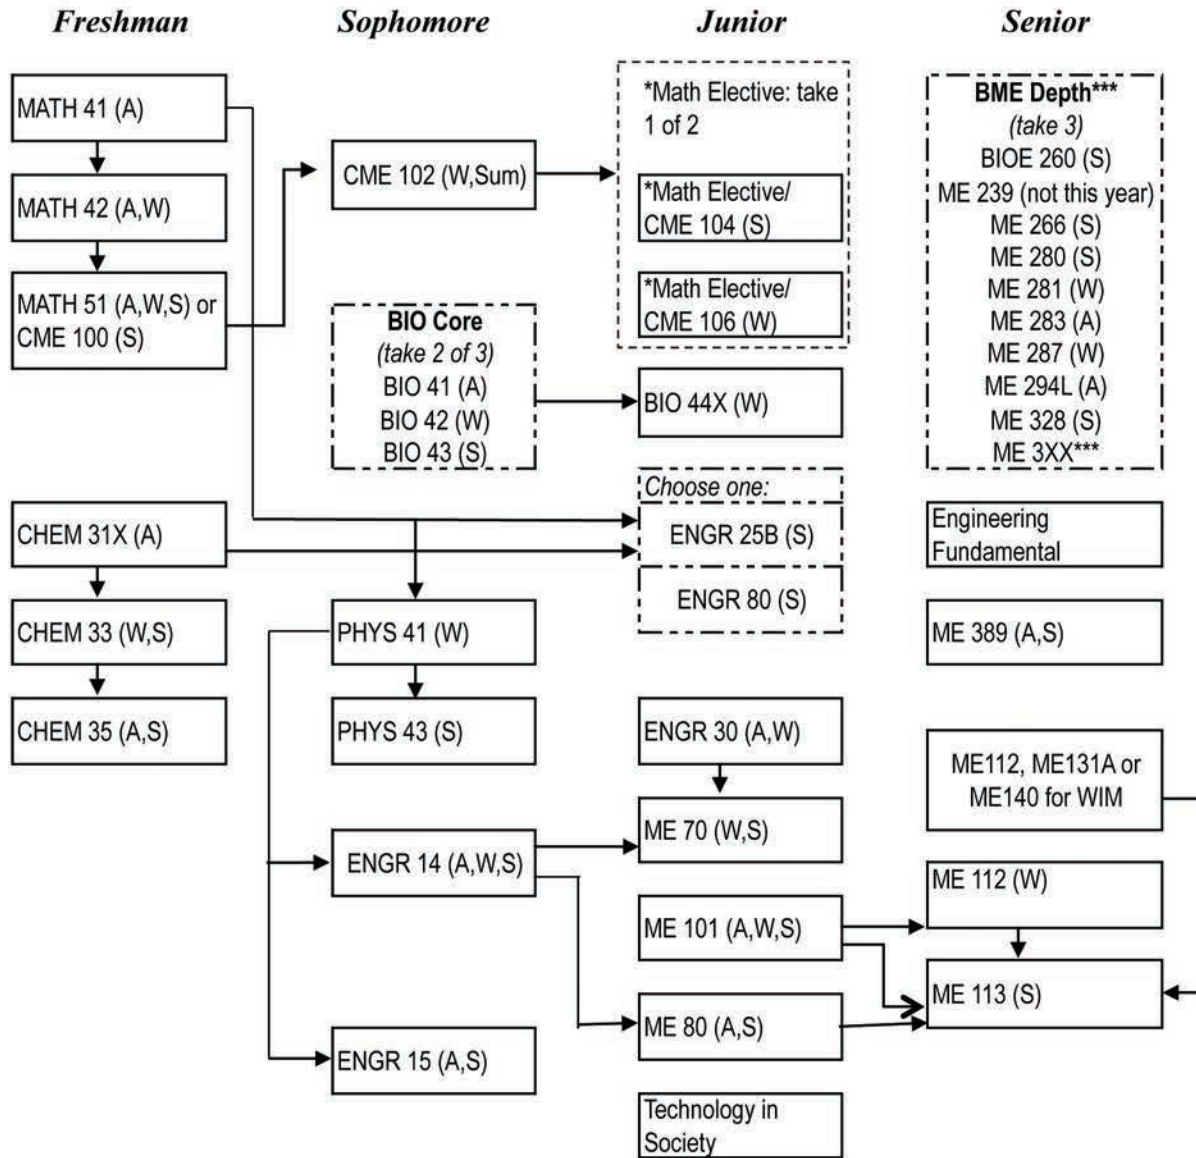 Freshman
Sophomore
Junior
Senior
MATH 41 (A)
MATH 42 (A,W)
MATH 51 (A,W,S) or
CME 100 (S)
CHEM 31X (A)
CHEM 33 (W,S)
CHEM 35 (A,S)
CME 102 (W,Sum)
BIO Core
(take 2 of 3)
BIO 41 (A)
BIO 42 (W)
BIO 43 (S)
PHYS 41 (W)
PHYS 43 (S)
ENGR 14 (A,W,S)
ENGR 15 (A,S)
*Math Elective: take
1 of 2
*Math Elective/
CME 104 (S)
*Math Elective/
CME 106 (W)
BIO 44X (W)
Choose one:
ENGR 25B (S)
ENGR 80 (S)
ENGR 30 (A,W)
ME 70 (W,S)
ME 101 (A,W,S)
ME 80 (A,S)
Technology in
Society
BME Depth***
(take 3)
BIOE 260 (S)
ME 239 (not this year)
ME 266 (S)
ME 280 (S)
ME 281 (W)
ME 283 (A)
ME 287 (W)
ME 294L (A)
ME 328 (S)
ME 3XX***
Engineering
Fundamental
ME 389 (A,S)
ME112, ME131A or
ME140 for WIM
ME 112 (W)
ME 113 (S)